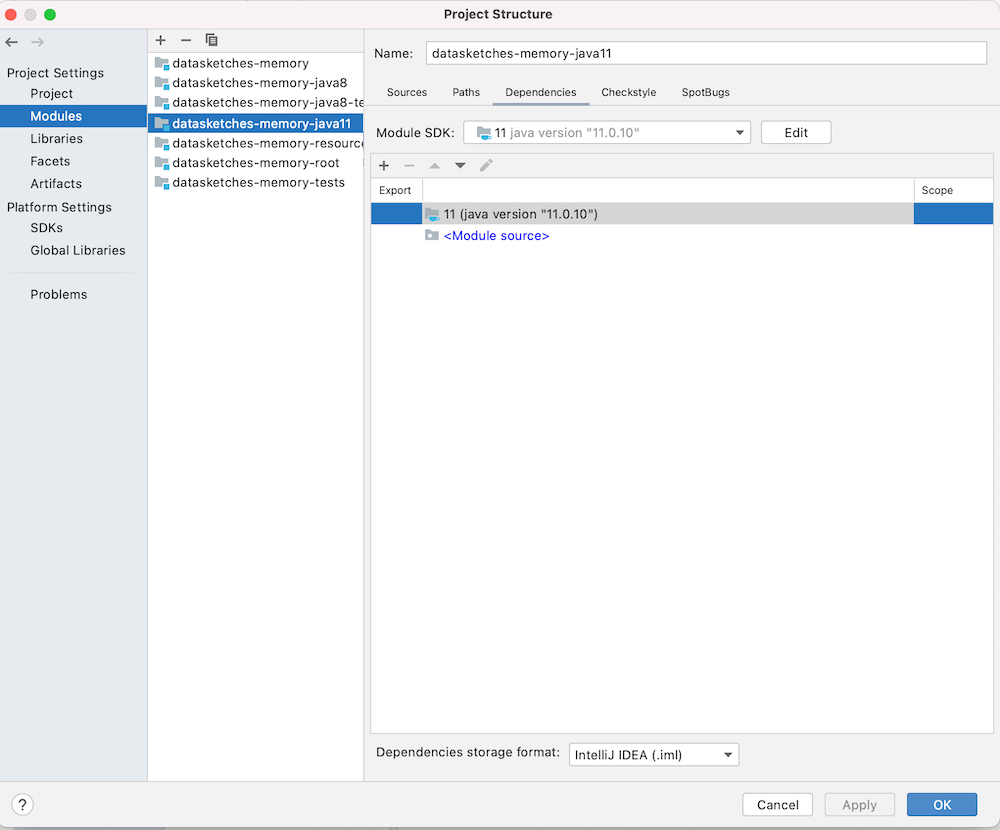 Project Structure
Project Settings
Project
Modules
Libraries
Facets
Artifacts
Platform Settings
SDKs
Global Libraries
Problems
datasketches-memory
datasketches-memory-java8
datasketches-memory-java8-te
datasketches-memory-java11
datasketches-memory-resource
datasketches-memory-root
datasketches-memory-tests
Name: datasketches-memory-java11
Sources Paths Dependencies Checkstyle SpotBugs
Module SDK: 11 java version "11.0.10" Edit
Export Scope
11 (java version "11.0.10")
<Module source>
Dependencies storage format: IntelliJ IDEA (.iml)
? Cancel Apply OK